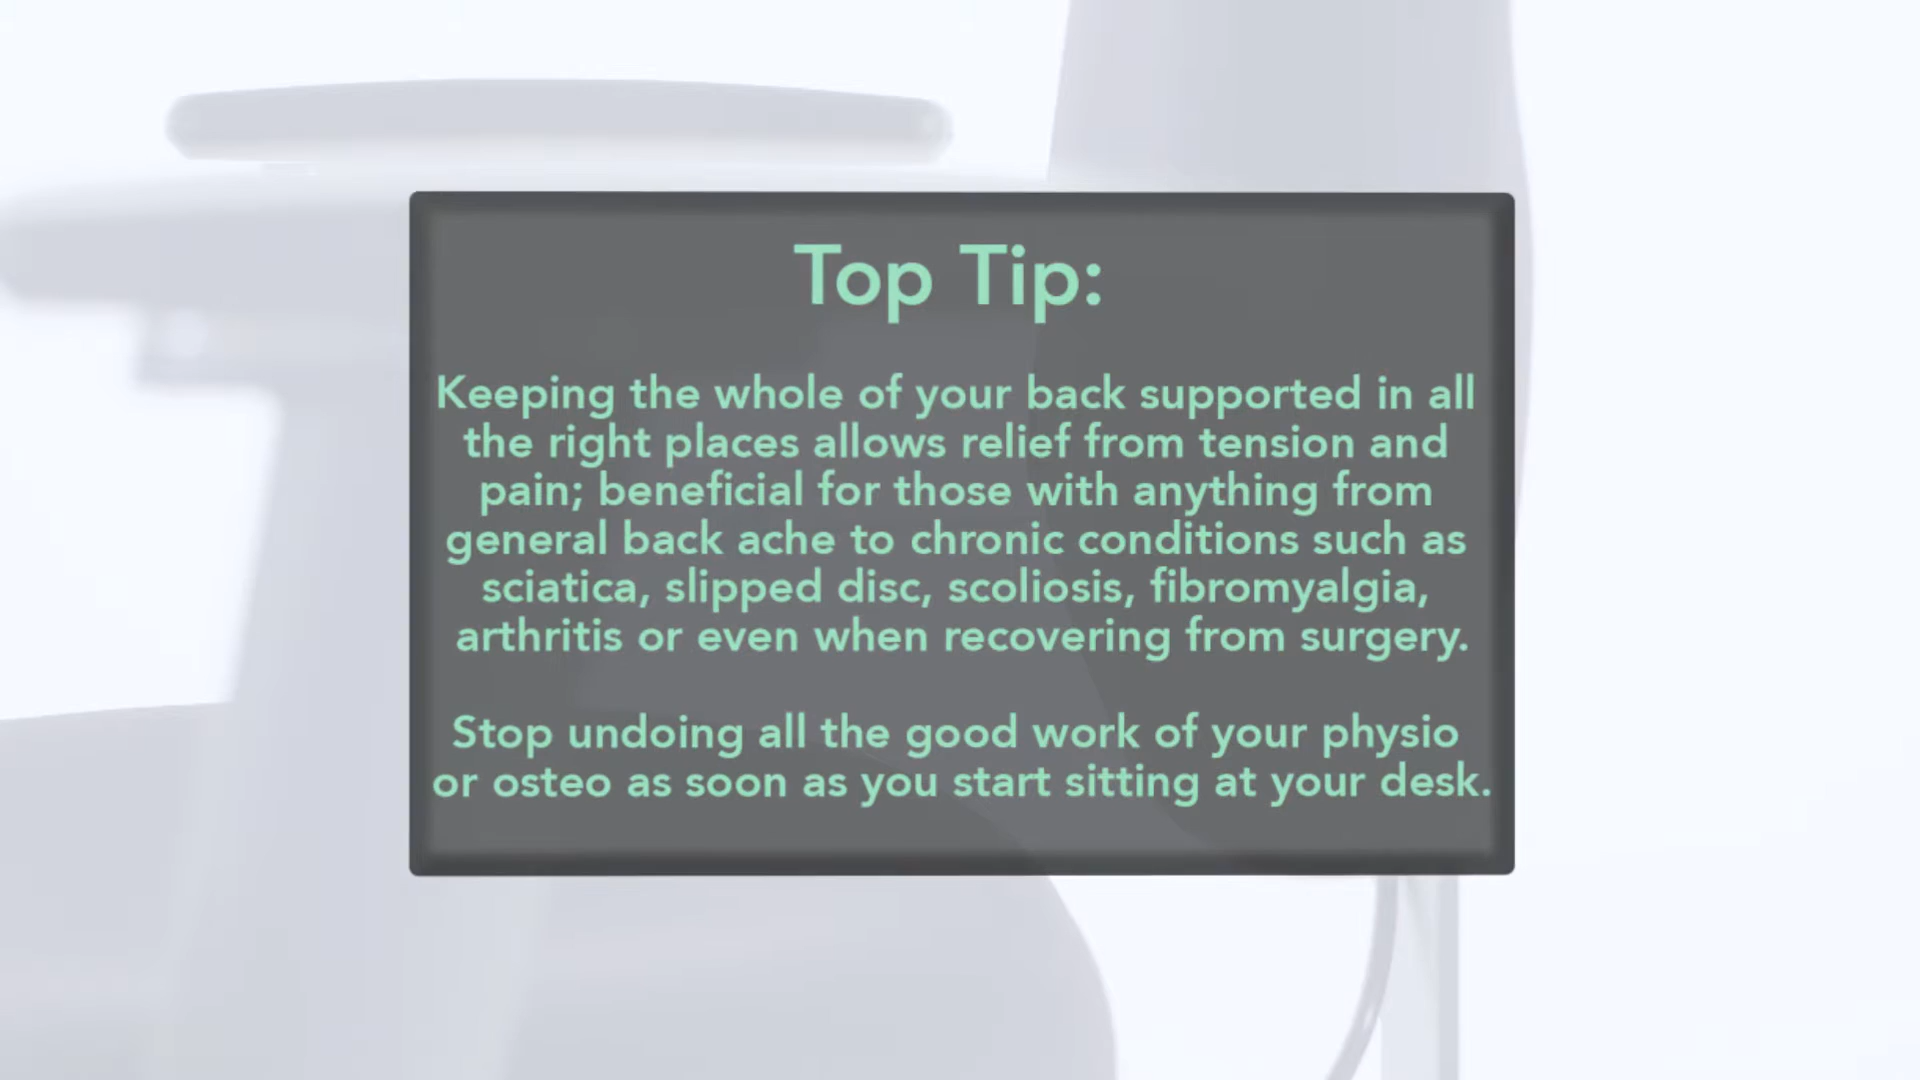 Top Tip:
Keeping the whole of your back supported in all
the right places allows relief from tension and
pain; beneficial for those with anything from
general back ache to chronic conditions such as
sciatica, slipped disc, scoliosis, fibromyalgia,
arthritis or even when recovering from surgery.
Stop undoing all the good work of your physio
or osteo as soon as you start sitting at your desk.